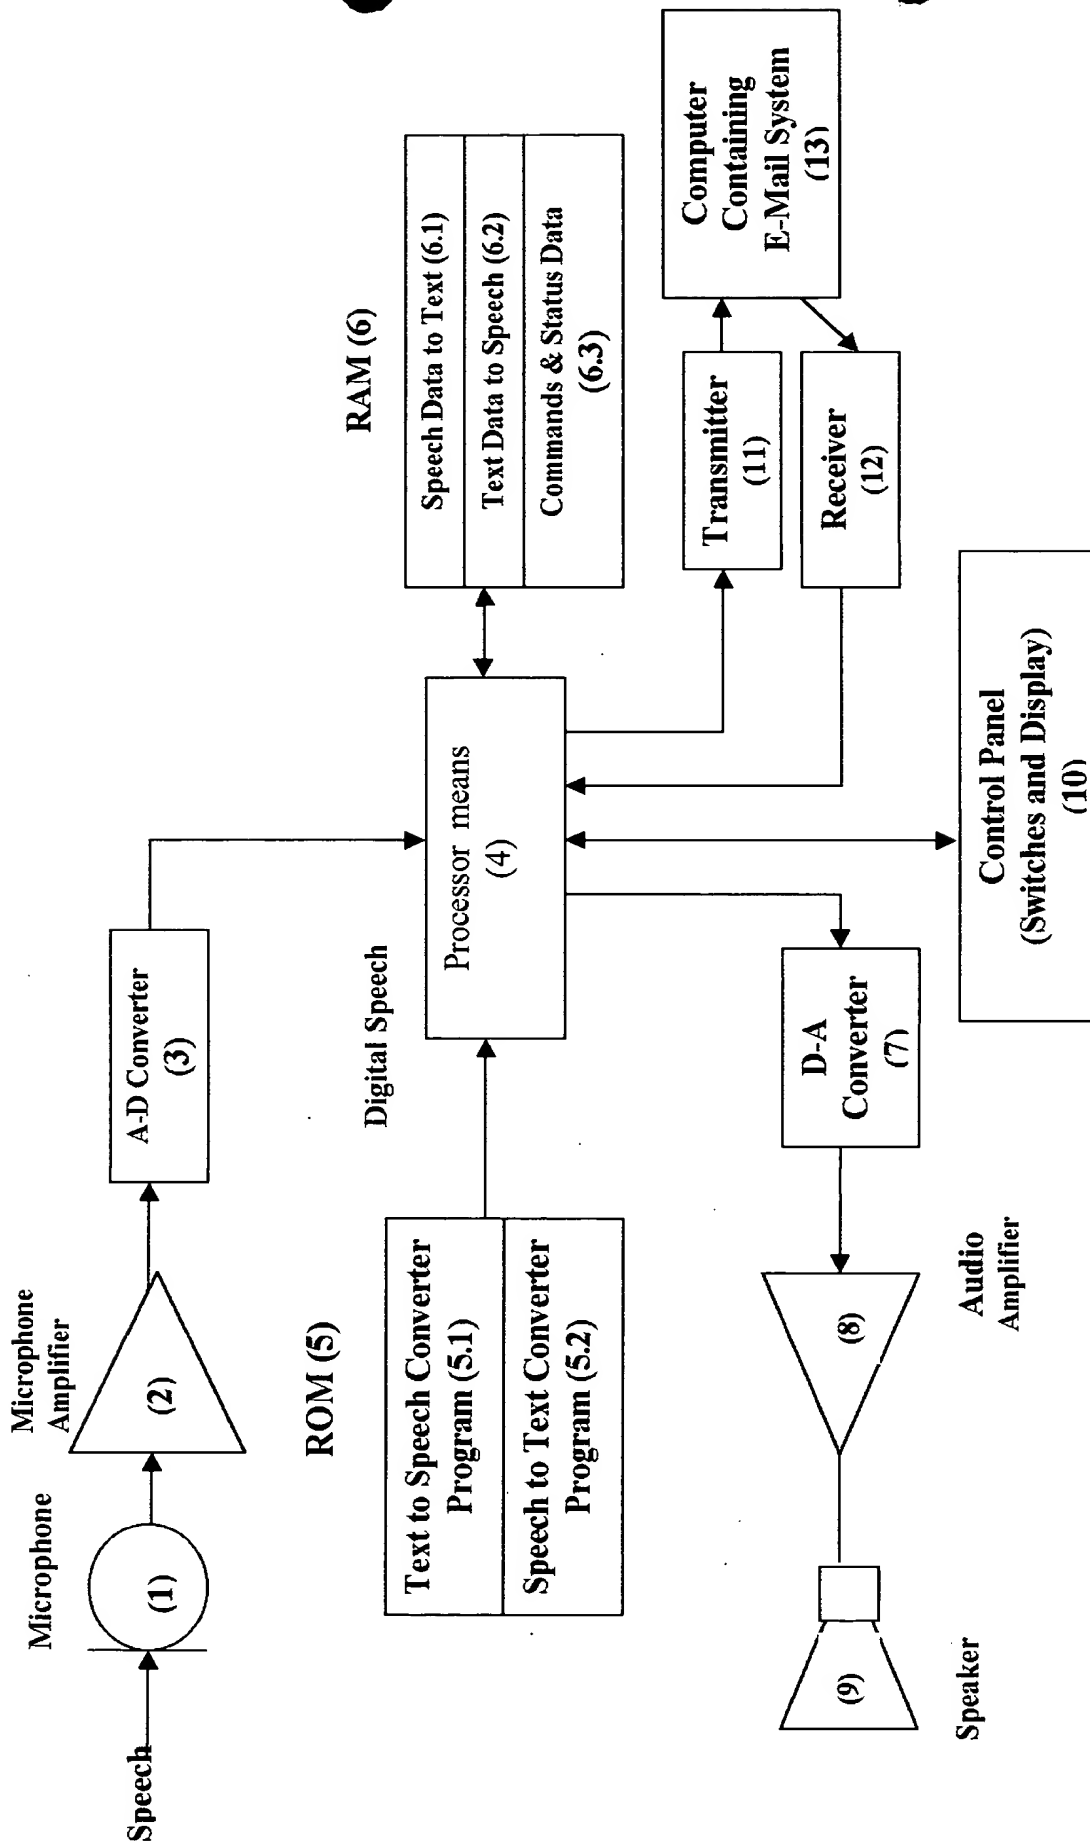 Speech
Microphone
(1)
Microphone
Amplifier
(2)
A-D Converter
(3)
ROM (5)
Text to Speech Converter
Program (5.1)
Speech to Text Converter
Program (5.2)
Digital Speech
Processor means
(4)
RAM (6)
Speech Data to Text (6.1)
Text Data to Speech (6.2)
Commands & Status Data
(6.3)
Transmitter
(11)
Receiver
(12)
Computer
Containing
E-Mail System
(13)
Speaker
(9)
Audio
Amplifier
(8)
D-A
Converter
(7)
Control Panel
(Switches and Display)
(10)